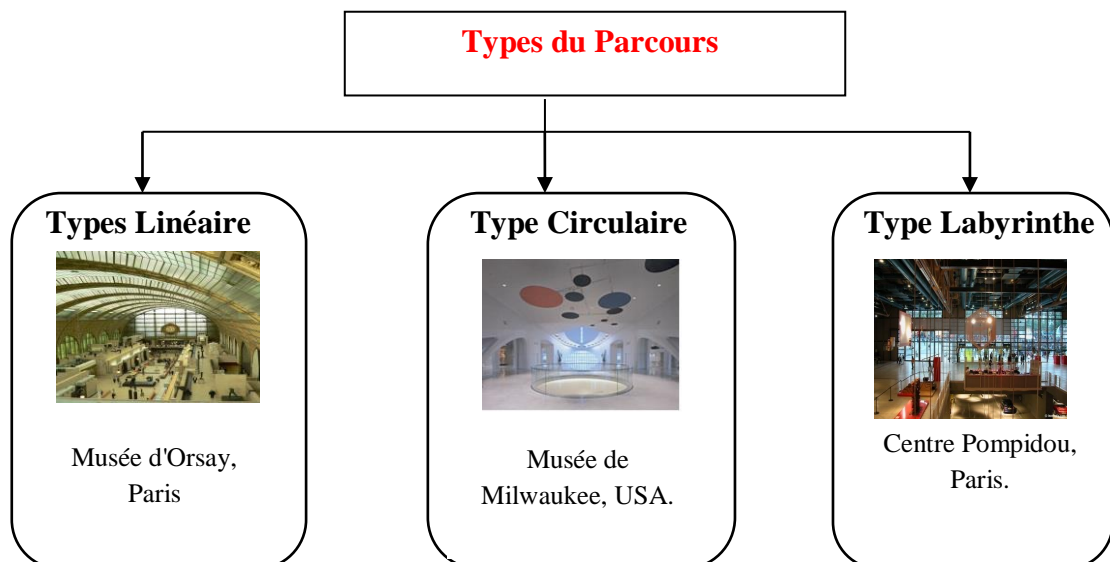 Types du Parcours
Types Linéaire
Type Circulaire
Type Labyrinthe
Musée d'Orsay,
Paris
Musée de
Milwaukee, USA.
Centre Pompidou,
Paris.